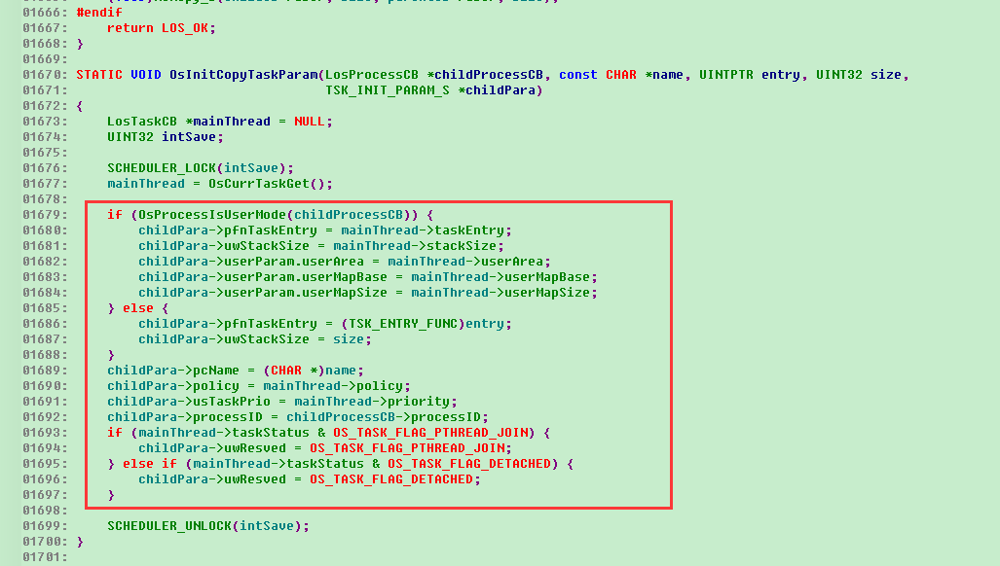 01666: #endif
01667:     return LOS_OK;
01668: }
01669:
01670: STATIC VOID OsInitCopyTaskParam(LosProcessCB *childProcessCB, const CHAR *name, UINTPTR entry, UINT32 size,
01671:                                 TSK_INIT_PARAM_S *childPara)
01672: {
01673:     LosTaskCB *mainThread = NULL;
01674:     UINT32 intSave;
01675:
01676:     SCHEDULER_LOCK(intSave);
01677:     mainThread = OsCurrTaskGet();
01678:
01679:     if (OsProcessIsUserMode(childProcessCB)) {
01680:         childPara->pfnTaskEntry = mainThread->taskEntry;
01681:         childPara->uwStackSize = mainThread->stackSize;
01682:         childPara->userParam.userArea = mainThread->userArea;
01683:         childPara->userParam.userMapBase = mainThread->userMapBase;
01684:         childPara->userParam.userMapSize = mainThread->userMapSize;
01685:     } else {
01686:         childPara->pfnTaskEntry = (TSK_ENTRY_FUNC)entry;
01687:         childPara->uwStackSize = size;
01688:     }
01689:     childPara->pcName = (CHAR *)name;
01690:     childPara->policy = mainThread->policy;
01691:     childPara->usTaskPrio = mainThread->priority;
01692:     childPara->processID = childProcessCB->processID;
01693:     if (mainThread->taskStatus & OS_TASK_FLAG_PTHREAD_JOIN) {
01694:         childPara->uwResved = OS_TASK_FLAG_PTHREAD_JOIN;
01695:     } else if (mainThread->taskStatus & OS_TASK_FLAG_DETACHED) {
01696:         childPara->uwResved = OS_TASK_FLAG_DETACHED;
01697:     }
01698:
01699:     SCHEDULER_UNLOCK(intSave);
01700: }
01701: